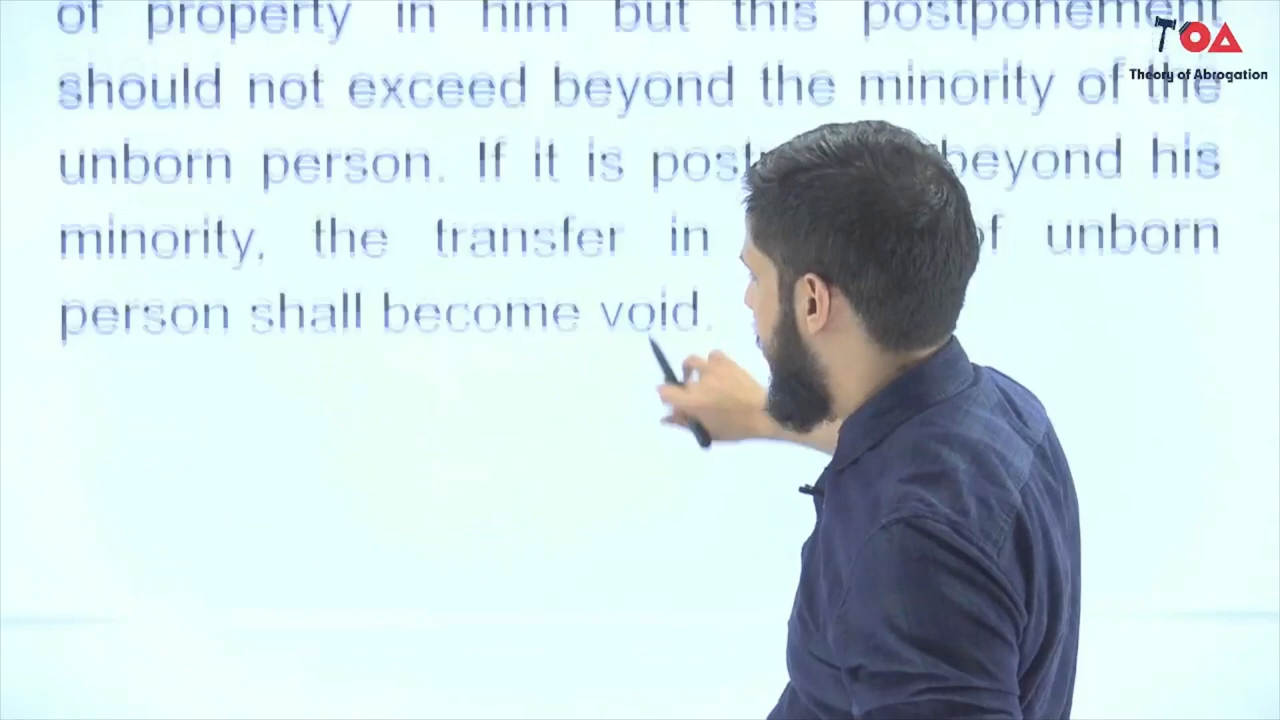 of property in him but this postponement
should not exceed beyond the minority of the
unborn person. If it is beyond his
minority, the transfer in of unborn
person shall become void.
TOA
Theory of Abrogation